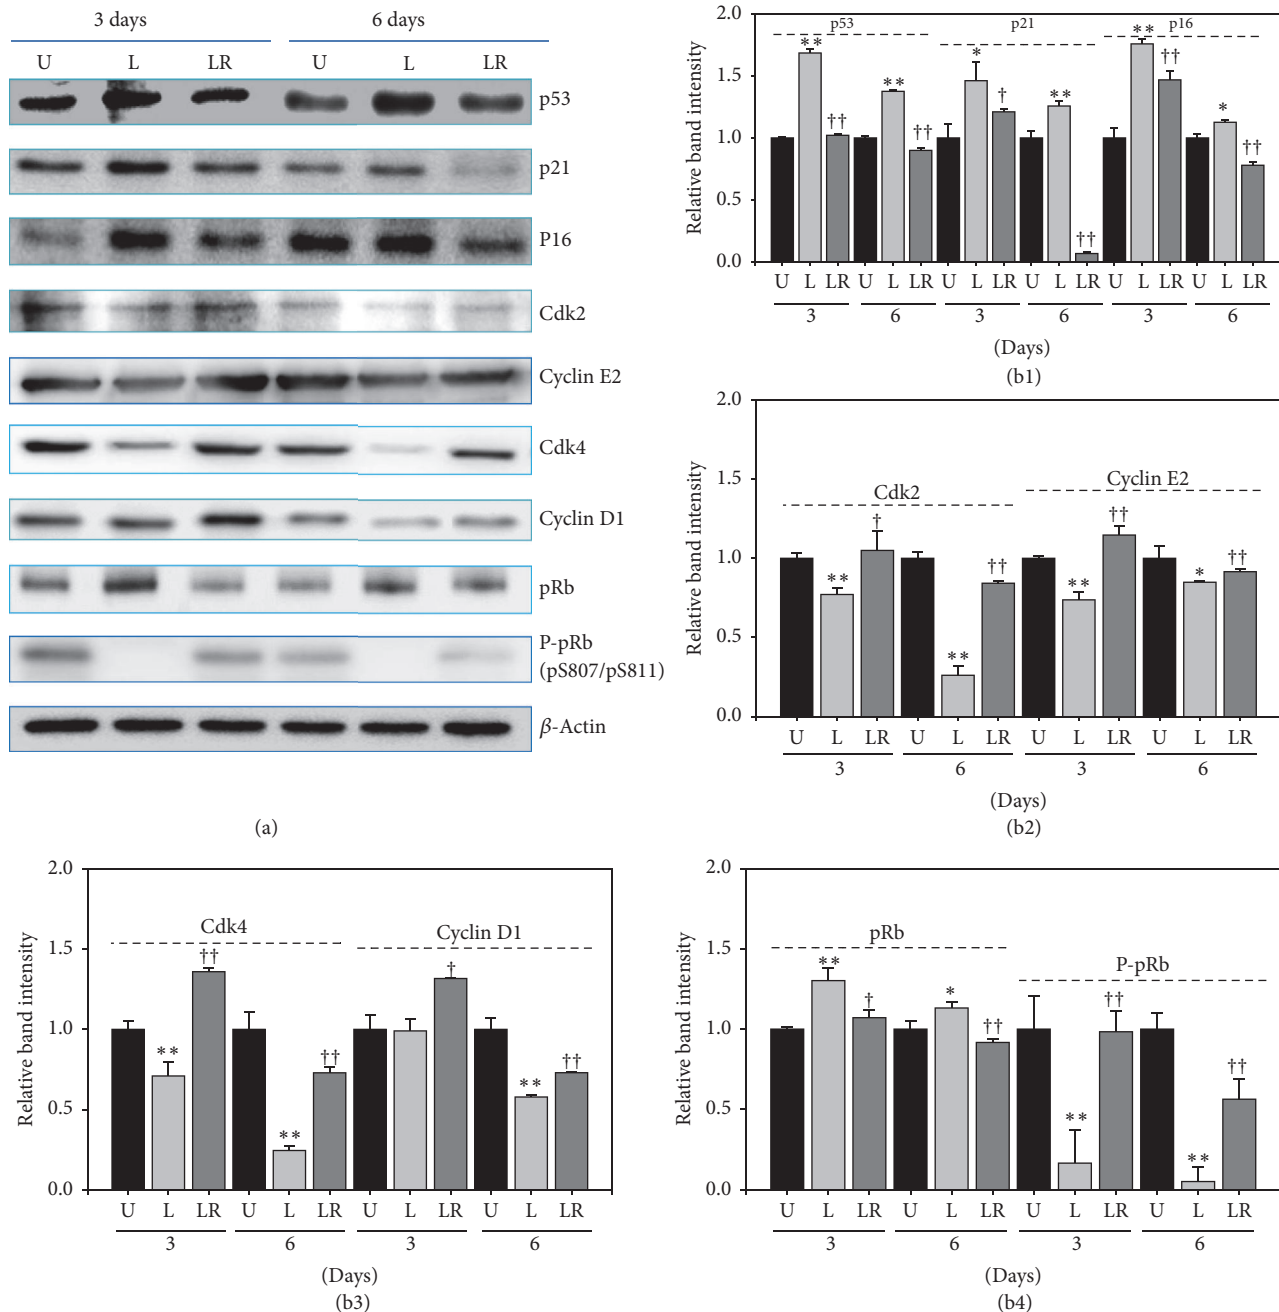 3 days 6 days
U L LR U L LR
p53
p21
P16
Cdk2
Cyclin E2
Cdk4
Cyclin D1
pRb
P-pRb
(pS807/pS811)
β-Actin
(a)
2.0
1.5
1.0
0.5
0.0
Relative band intensity
p53 p21 p16
** ** * ** ** *
†† †† † †† †† ††
U L LR U L LR U L LR U L LR U L LR U L LR
3 6 3 6 3 6
(Days)
(b1)
2.0
1.5
1.0
0.5
0.0
Relative band intensity
Cdk2 Cyclin E2
** † ** †† ** †† * ††
U L LR U L LR U L LR U L LR
3 6 3 6
(Days)
(b2)
2.0
1.5
1.0
0.5
0.0
Relative band intensity
Cdk4 Cyclin D1
** †† ** †† † ** ††
U L LR U L LR U L LR U L LR
3 6 3 6
(Days)
(b3)
2.0
1.5
1.0
0.5
0.0
Relative band intensity
pRb P-pRb
** † * †† ** †† ** ††
U L LR U L LR U L LR U L LR
3 6 3 6
(Days)
(b4)